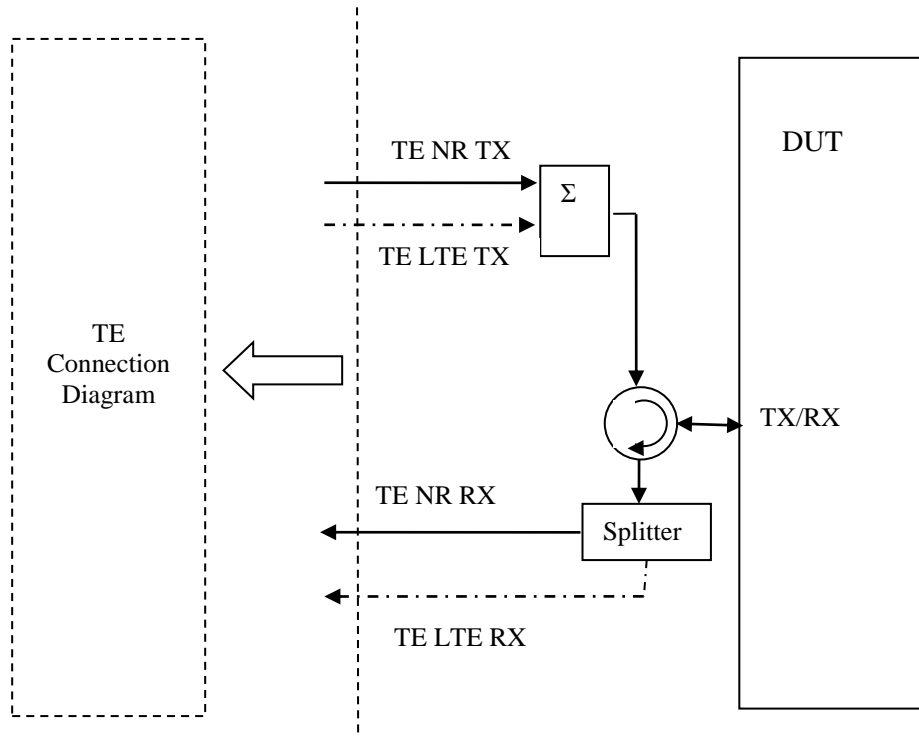 TE NR TX
Σ
DUT
TE LTE TX
TE
Connection
Diagram
TX/RX
TE NR RX
Splitter
TE LTE RX